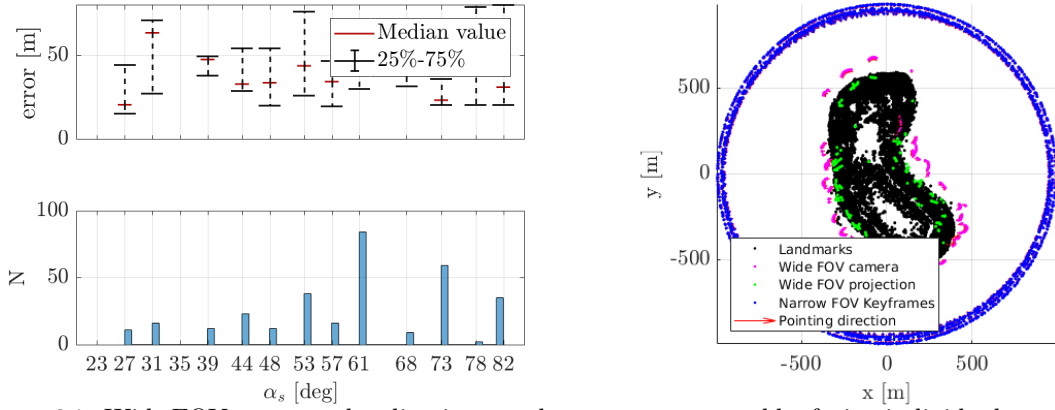 error [m]
50
0
Median value
25%-75%
N
100
50
0
23 27 31 35 39 44 48 53 57 61 68 73 78 82
α_s [deg]
y [m]
500
0
-500
Landmarks
Wide FOV camera
Wide FOV projection
Narrow FOV Keyframes
Pointing direction
-500 0 500
x [m]